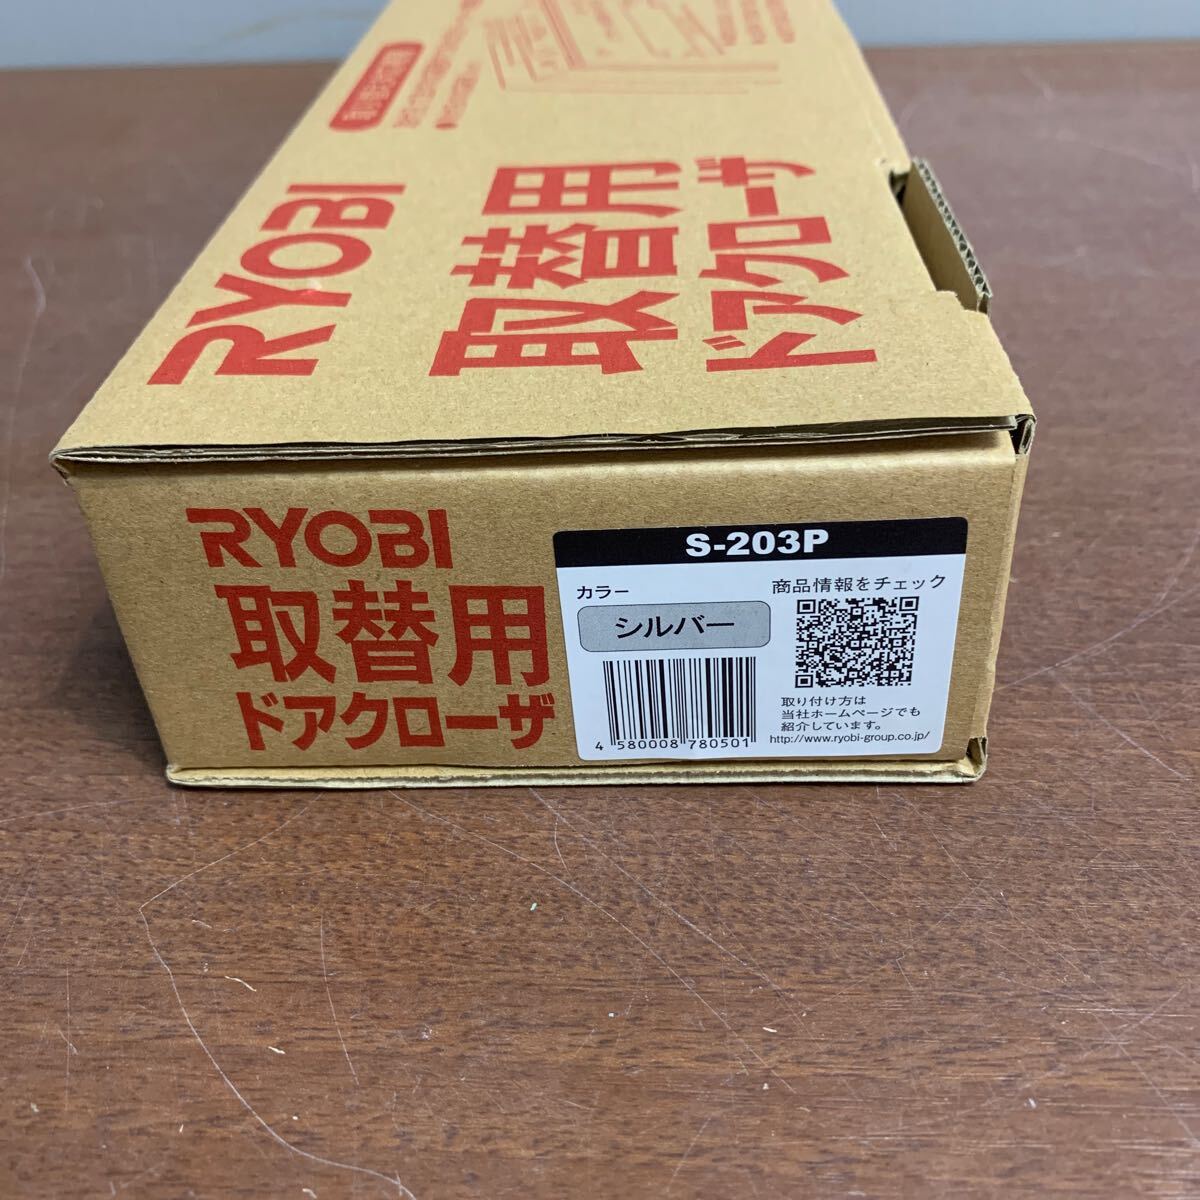 RYOBI
取替用
ドアクローザ
RYOBI
取替用
ドアクローザ
S-203P
カラー
シルバー
4 580008 780501
商品情報をチェック
取り付け方は
当社ホームページでも
紹介しています。
http://www.ryobi-group.co.jp/